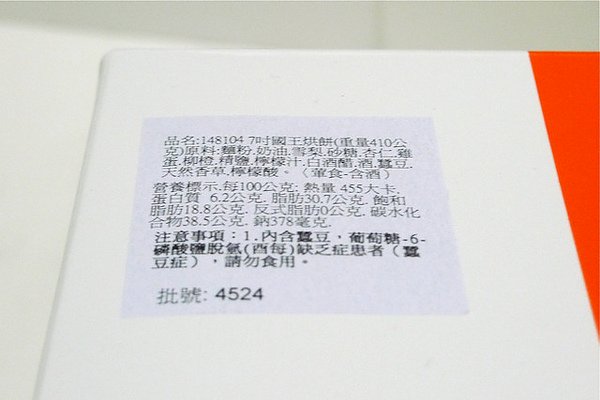 品名:148104 7吋國王烘餅(重量410公
克)原料:麵粉.奶油.雪梨.砂糖.杏仁.雞
蛋.柳橙.精鹽.檸檬汁.白酒醋.酒.蠶豆.
天然香草.檸檬酸。〈葷食-含酒〉
營養標示.每100公克: 熱量 455大卡.
蛋白質 6.2公克. 脂肪30.7公克. 飽和
脂肪18.8公克. 反式脂肪0公克. 碳水化
合物38.5公克. 鈉378毫克.
注意事項：1.內含蠶豆，葡萄糖-6-
磷酸鹽脫氫(酉每)缺乏症患者（蠶
豆症），請勿食用。
批號: 4524